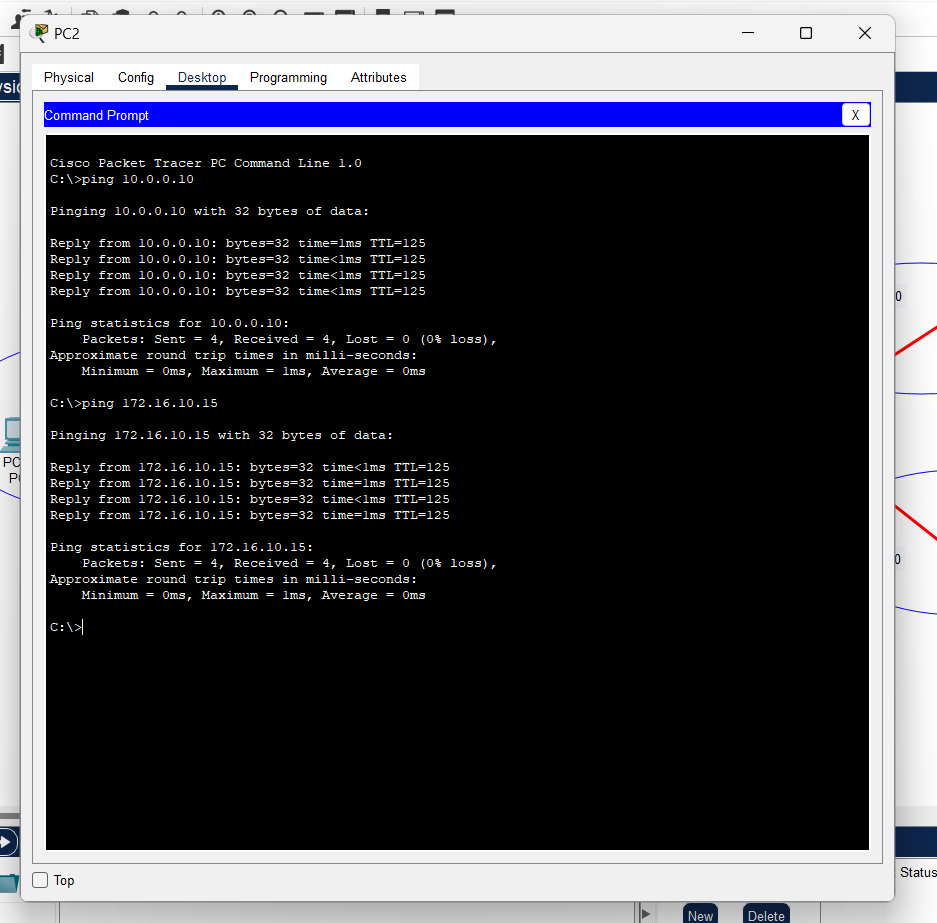 PC2
Physical Config Desktop Programming Attributes
Command Prompt
X
Cisco Packet Tracer PC Command Line 1.0
C:\>ping 10.0.0.10
Pinging 10.0.0.10 with 32 bytes of data:
Reply from 10.0.0.10: bytes=32 time=1ms TTL=125
Reply from 10.0.0.10: bytes=32 time<1ms TTL=125
Reply from 10.0.0.10: bytes=32 time<1ms TTL=125
Reply from 10.0.0.10: bytes=32 time<1ms TTL=125
Ping statistics for 10.0.0.10:
Packets: Sent = 4, Received = 4, Lost = 0 (0% loss),
Approximate round trip times in milli-seconds:
Minimum = 0ms, Maximum = 1ms, Average = 0ms
C:\>ping 172.16.10.15
Pinging 172.16.10.15 with 32 bytes of data:
Reply from 172.16.10.15: bytes=32 time<1ms TTL=125
Reply from 172.16.10.15: bytes=32 time=1ms TTL=125
Reply from 172.16.10.15: bytes=32 time<1ms TTL=125
Reply from 172.16.10.15: bytes=32 time=1ms TTL=125
Ping statistics for 172.16.10.15:
Packets: Sent = 4, Received = 4, Lost = 0 (0% loss),
Approximate round trip times in milli-seconds:
Minimum = 0ms, Maximum = 1ms, Average = 0ms
C:\>
Top
0
0
Status
New Delete